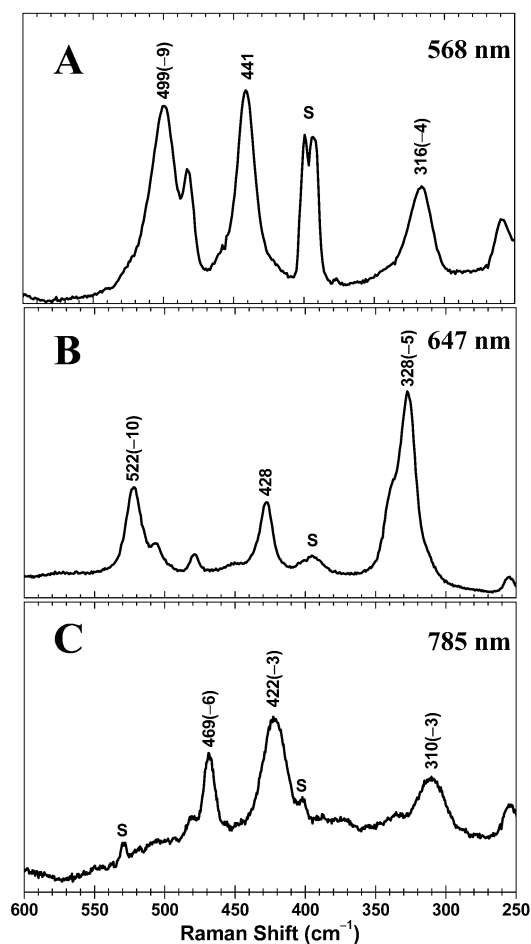 A
568 nm
499(−9)
441
S
316(−4)
B
647 nm
522(−10)
428
S
328(−5)
C
785 nm
S
469(−6)
422(−3)
S
310(−3)
600 550 500 450 400 350 300 250
Raman Shift (cm⁻¹)